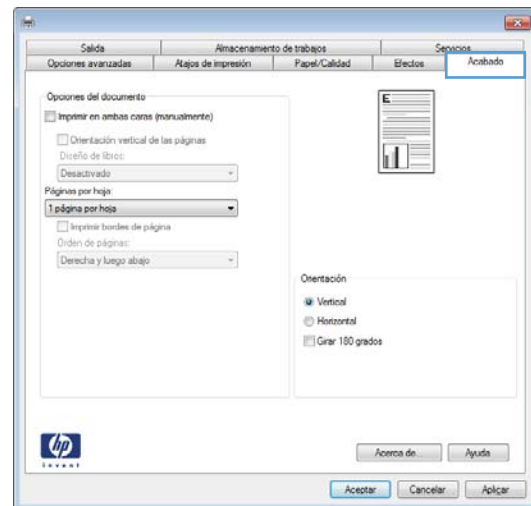 Salida Almacenamiento de trabajos Servicios
Opciones avanzadas Atajos de impresión Papel/Calidad Efectos Acabado
Opciones del documento
Imprimir en ambas caras (manualmente)
Orientación vertical de las páginas
Diseño de libros:
Desactivado
Páginas por hoja:
1 página por hoja
Imprimir bordes de página
Orden de páginas:
Derecha y luego abajo
E
Orientación
Vertical
Horizontal
Girar 180 grados
hp
invent
Acerca de... Ayuda
Aceptar Cancelar Aplicar